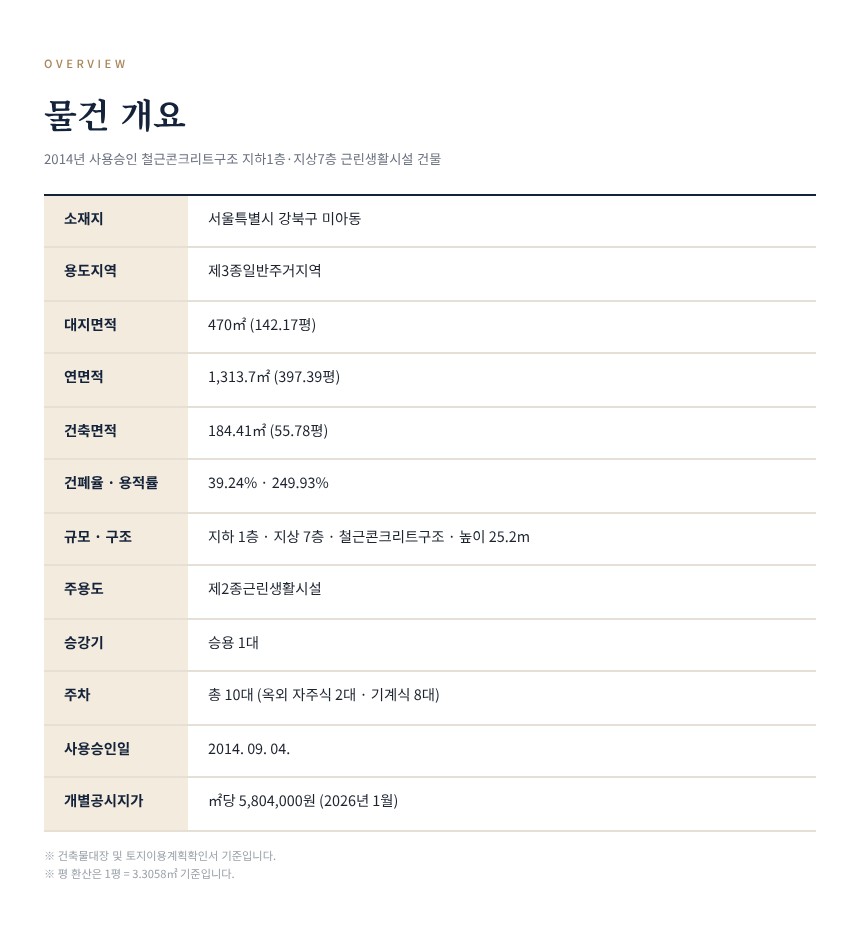 OVERVIEW
물건 개요
2014년 사용승인 철근콘크리트구조 지하1층·지상7층 근린생활시설 건물
소재지 서울특별시 강북구 미아동
용도지역 제3종일반주거지역
대지면적 470㎡ (142.17평)
연면적 1,313.7㎡ (397.39평)
건축면적 184.41㎡ (55.78평)
건폐율 · 용적률 39.24% · 249.93%
규모 · 구조 지하 1층 · 지상 7층 · 철근콘크리트구조 · 높이 25.2m
주용도 제2종근린생활시설
승강기 승용 1대
주차 총 10대 (옥외 자주식 2대 · 기계식 8대)
사용승인일 2014. 09. 04.
개별공시지가 ㎡당 5,804,000원 (2026년 1월)
※ 건축물대장 및 토지이용계획확인서 기준입니다.
※ 평 환산은 1평 = 3.3058㎡ 기준입니다.